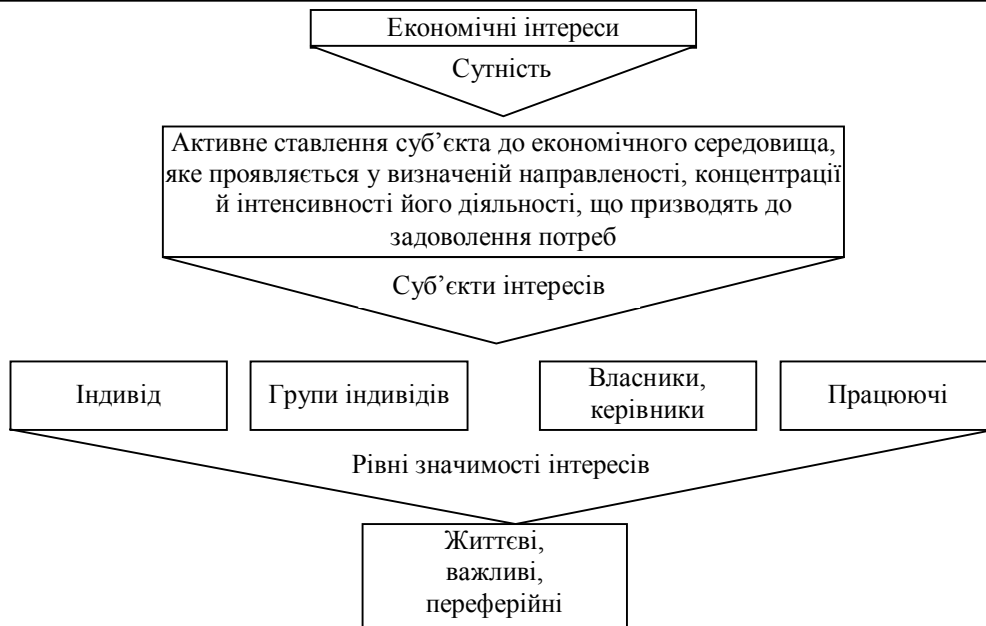 Економічні інтереси
Сутність
Активне ставлення суб’єкта до економічного середовища,
яке проявляється у визначеній направленості, концентрації
й інтенсивності його діяльності, що призводять до
задоволення потреб
Суб’єкти інтересів
Індивід
Групи індивідів
Власники,
керівники
Працюючі
Рівні значимості інтересів
Життєві,
важливі,
переферійні